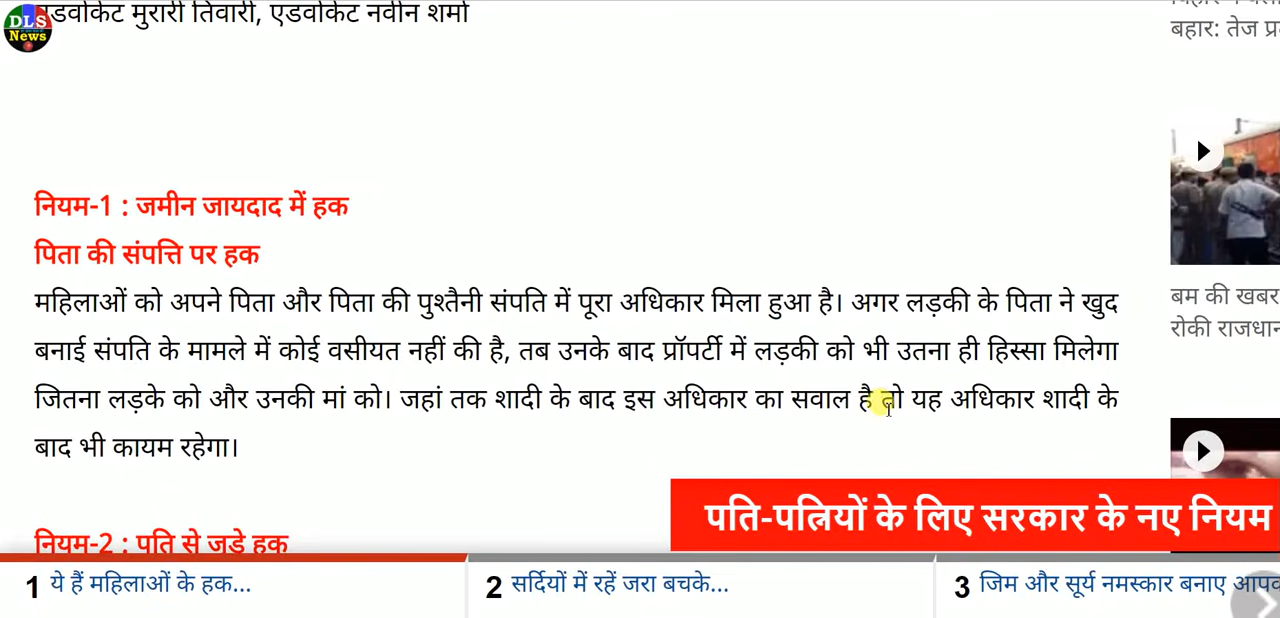 एडवोकेट मुरारी तिवारी, एडवोकेट नवीन शर्मा
DLS
News
बहार: तेज
नियम-1 : जमीन जायदाद में हक
पिता की संपत्ति पर हक
महिलाओं को अपने पिता और पिता की पुश्तैनी संपति में पूरा अधिकार मिला हुआ है। अगर लड़की के पिता ने खुद
बनाई संपति के मामले में कोई वसीयत नहीं की है, तब उनके बाद प्रॉपर्टी में लड़की को भी उतना ही हिस्सा मिलेगा
जितना लड़के को और उनकी मां को। जहां तक शादी के बाद इस अधिकार का सवाल है तो यह अधिकार शादी के
बाद भी कायम रहेगा।
बम की खबर
रोकी
पति-पत्नियों के लिए सरकार के नए नियम
नियम-2 : पति से जुड़े हक
1 ये हैं महिलाओं के हक...
2 सर्दियों में रहें जरा बचके...
3 जिम और सूर्य नमस्कार बनाए